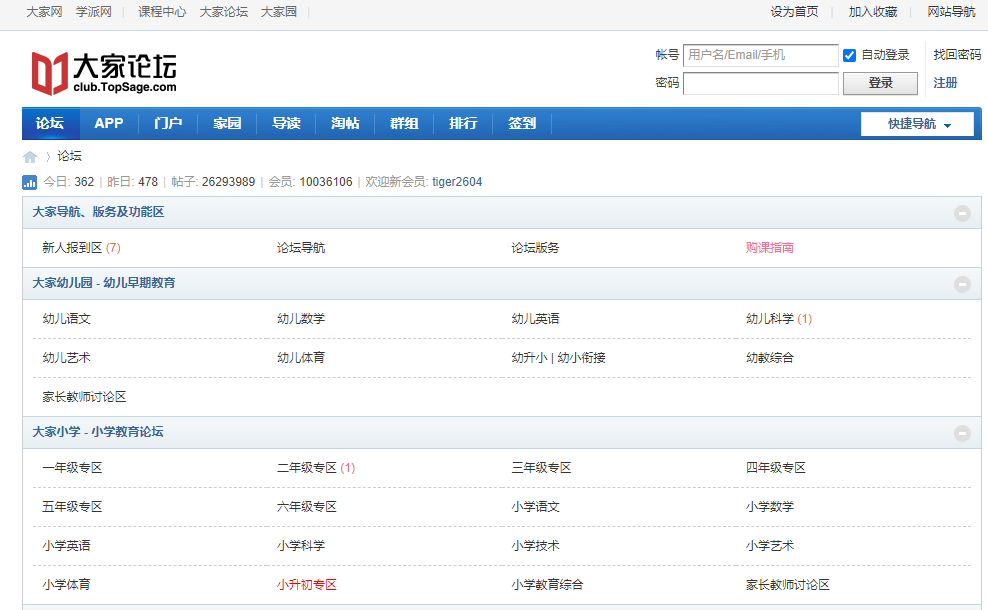 大家网 学派网 | 课程中心 大家论坛 大家园 | 设为首页 | 加入收藏 | 网站导航
大家论坛
club.TopSage.com
帐号 用户名/Email/手机 自动登录 找回密码
密码 登录 注册
论坛 APP 门户 家园 导读 淘帖 群组 排行 签到 快捷导航
论坛
今日: 362 | 昨日: 478 | 帖子: 26293989 | 会员: 10036106 | 欢迎新会员: tiger2604
大家导航、版务及功能区
新人报到区 (7) 论坛导航 论坛版务 购课指南
大家幼儿园 - 幼儿早期教育
幼儿语文 幼儿数学 幼儿英语 幼儿科学 (1)
幼儿艺术 幼儿体育 幼升小 | 幼小衔接 幼教综合
家长教师讨论区
大家小学 - 小学教育论坛
一年级专区 二年级专区 (1) 三年级专区 四年级专区
五年级专区 六年级专区 小学语文 小学数学
小学英语 小学科学 小学技术 小学艺术
小学体育 小升初专区 小学教育综合 家长教师讨论区